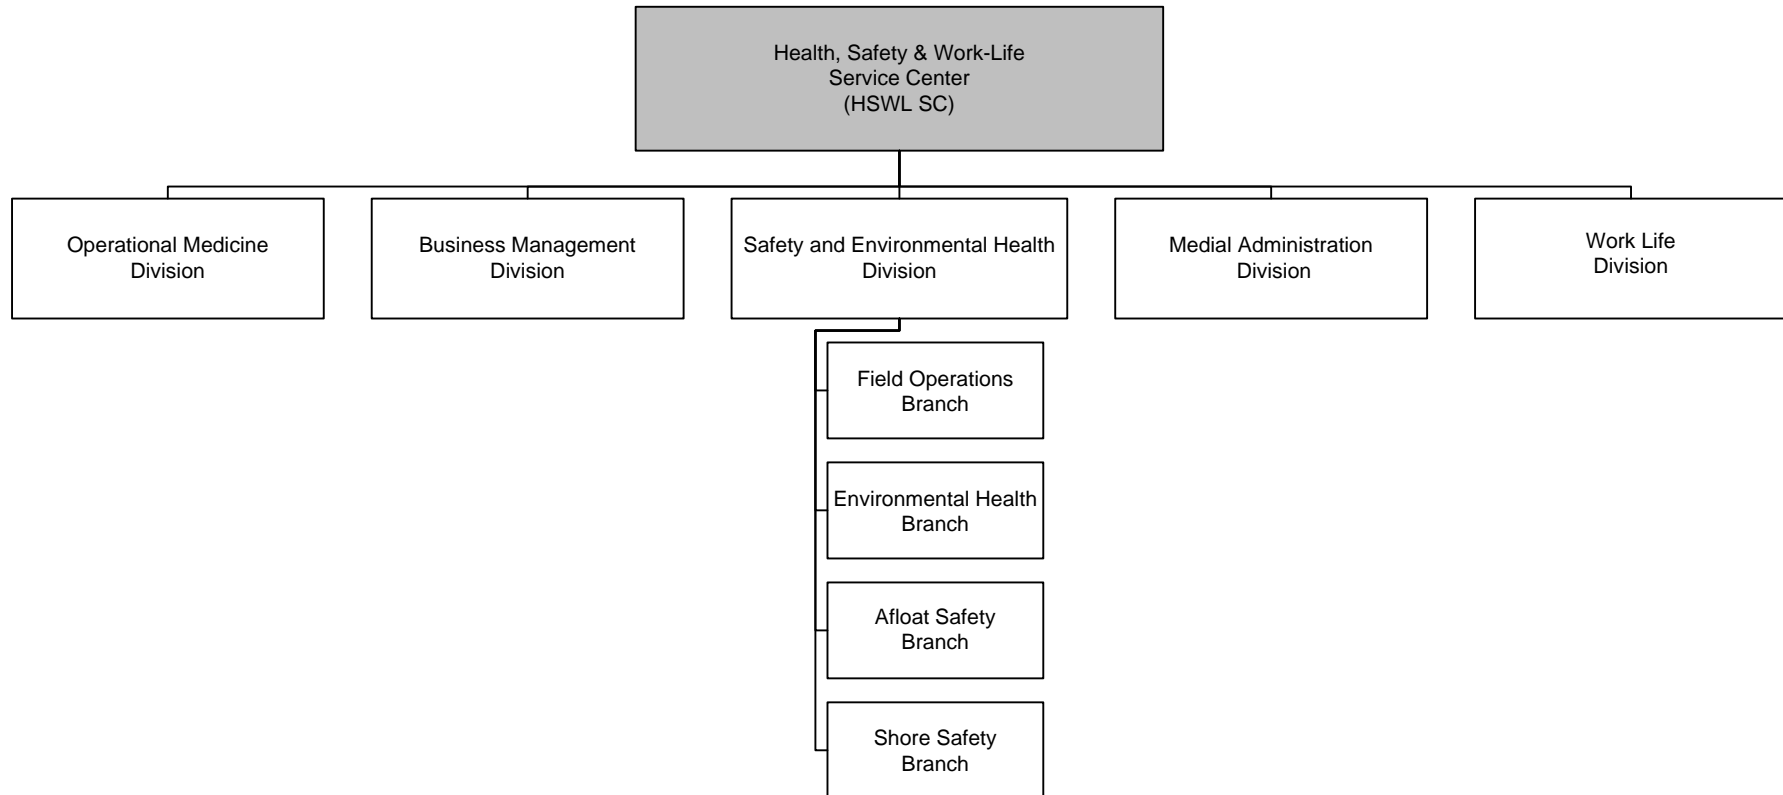 Health, Safety & Work-Life
Service Center
(HSWL SC)
Operational Medicine
Division
Business Management
Division
Safety and Environmental Health
Division
Medial Administration
Division
Work Life
Division
Field Operations
Branch
Environmental Health
Branch
Afloat Safety
Branch
Shore Safety
Branch